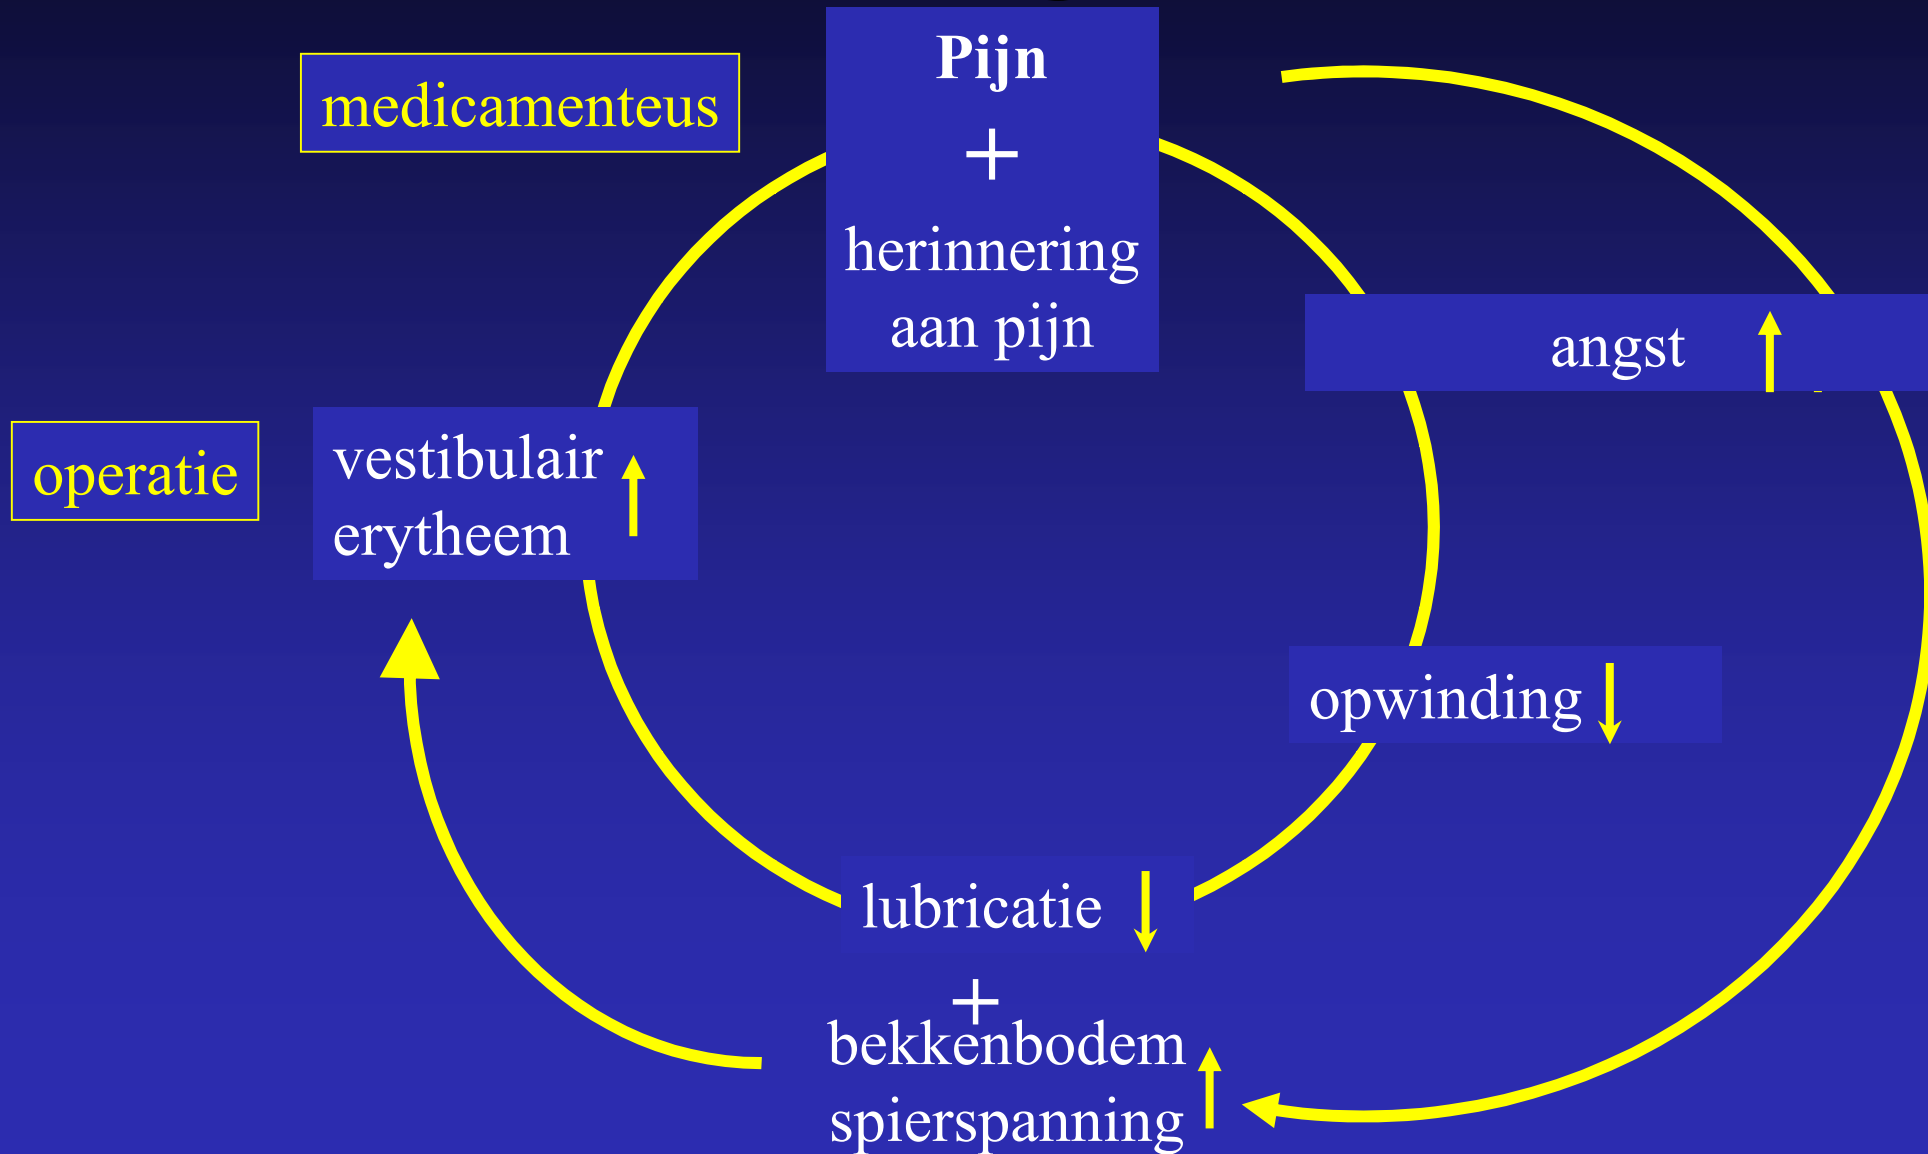 Pijn
+
herinnering
aan pijn
medicamenteus
angst
operatie
vestibulair
erytheem
opwinding
lubricatie
+
bekkenbodem
spierspanning